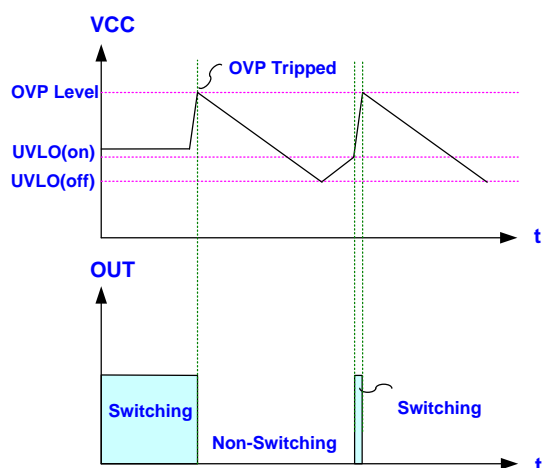 VCC
OVP Tripped
OVP Level
UVLO(on)
UVLO(off)
t
OUT
Switching
Switching
Non-Switching
t